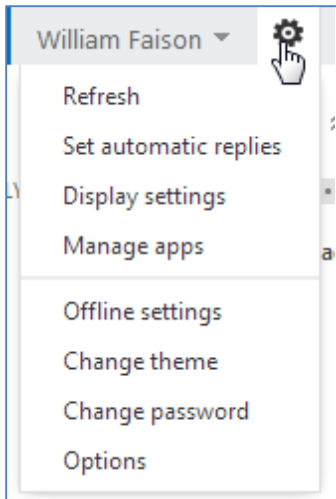 William Faison
Refresh
Set automatic replies
Display settings
Manage apps
Offline settings
Change theme
Change password
Options